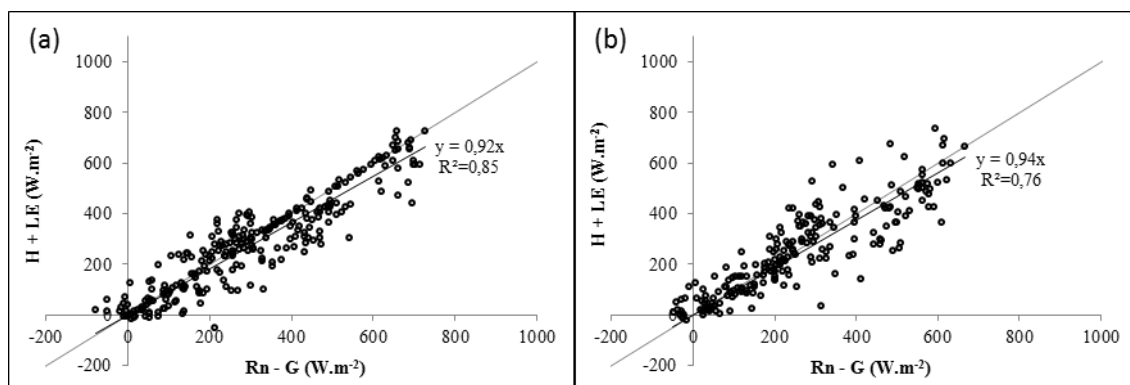 (a)
1000
800
600
400
200
0
-200
H + LE (W.m⁻²)
-200 0 200 400 600 800 1000
Rn - G (W.m⁻²)
y = 0,92x
R²=0,85
(b)
1000
800
600
400
200
0
-200
H + LE (W.m⁻²)
-200 0 200 400 600 800 1000
Rn - G (W.m⁻²)
y = 0,94x
R²=0,76